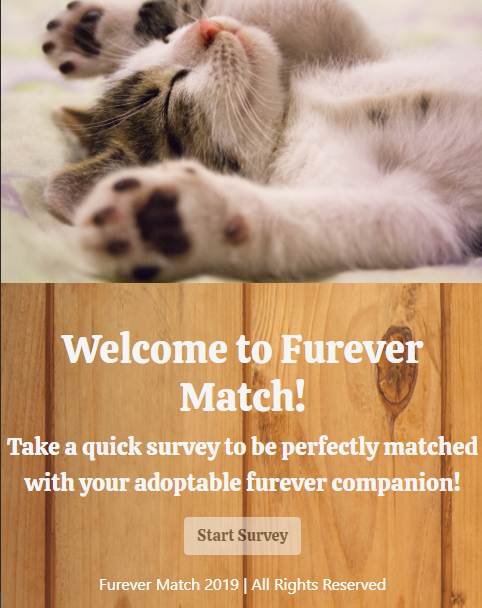 Welcome to Furever
Match!
Take a quick survey to be perfectly matched
with your adoptable furever companion!
Start Survey
Furever Match 2019 | All Rights Reserved